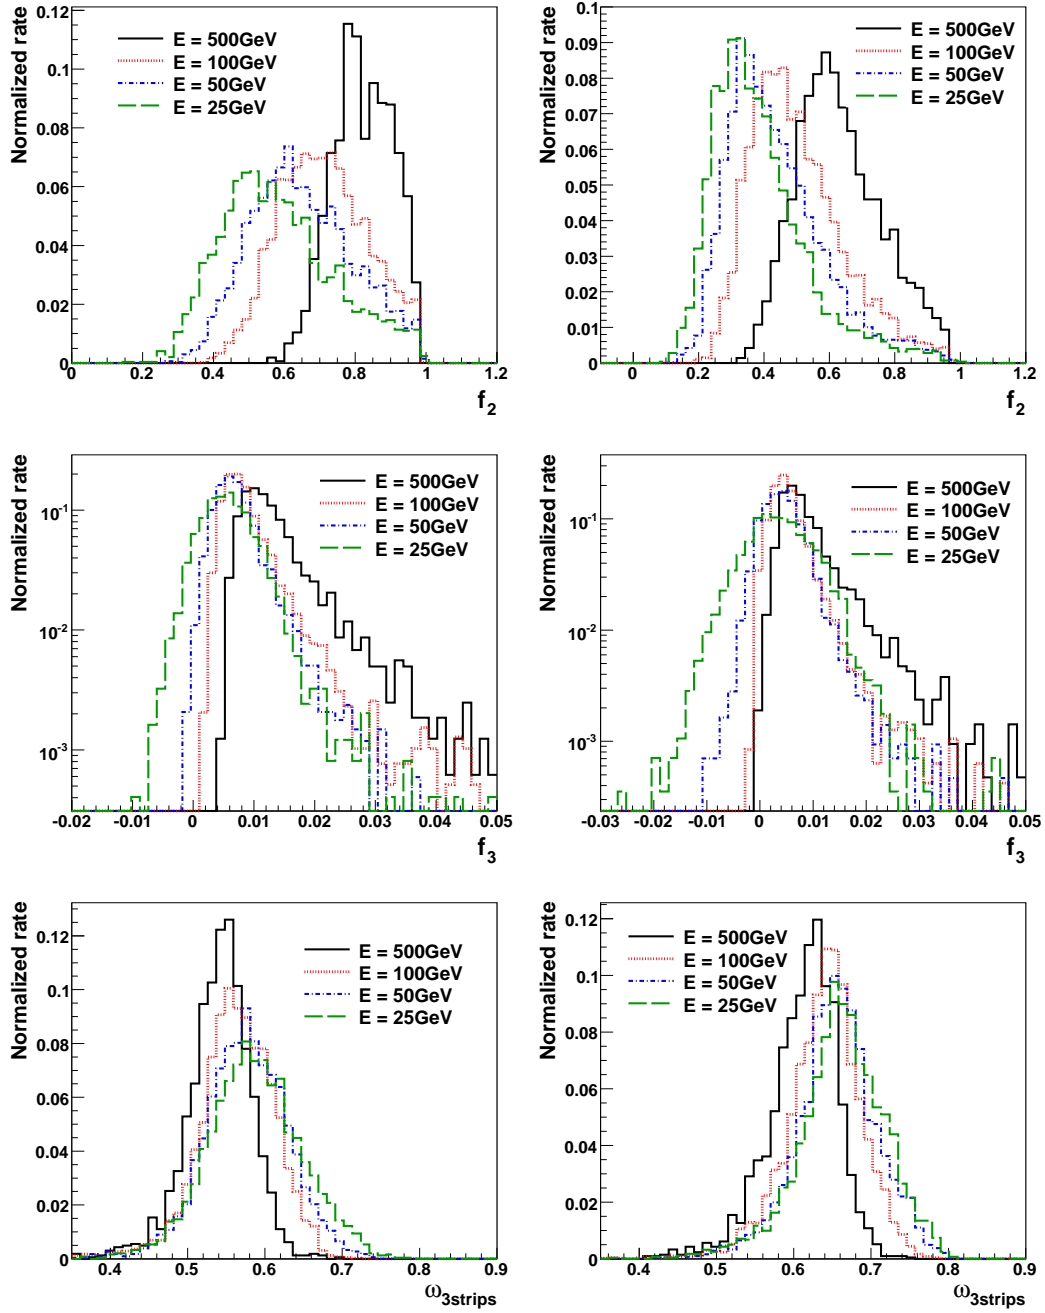 Normalized rate
0.12
0.1
0.08
0.06
0.04
0.02
0
E = 500GeV
E = 100GeV
E = 50GeV
E = 25GeV
0 0.2 0.4 0.6 0.8 1 1.2
f2
Normalized rate
0.1
0.09
0.08
0.07
0.06
0.05
0.04
0.03
0.02
0.01
0
E = 500GeV
E = 100GeV
E = 50GeV
E = 25GeV
0 0.2 0.4 0.6 0.8 1 1.2
f2
Normalized rate
10-1
10-2
10-3
E = 500GeV
E = 100GeV
E = 50GeV
E = 25GeV
-0.02 -0.01 0 0.01 0.02 0.03 0.04 0.05
f3
Normalized rate
10-1
10-2
10-3
E = 500GeV
E = 100GeV
E = 50GeV
E = 25GeV
-0.03 -0.02 -0.01 0 0.01 0.02 0.03 0.04 0.05
f3
Normalized rate
0.12
0.1
0.08
0.06
0.04
0.02
0
E = 500GeV
E = 100GeV
E = 50GeV
E = 25GeV
0.4 0.5 0.6 0.7 0.8 0.9
ω3strips
Normalized rate
0.12
0.1
0.08
0.06
0.04
0.02
0
E = 500GeV
E = 100GeV
E = 50GeV
E = 25GeV
0.4 0.5 0.6 0.7 0.8 0.9
ω3strips